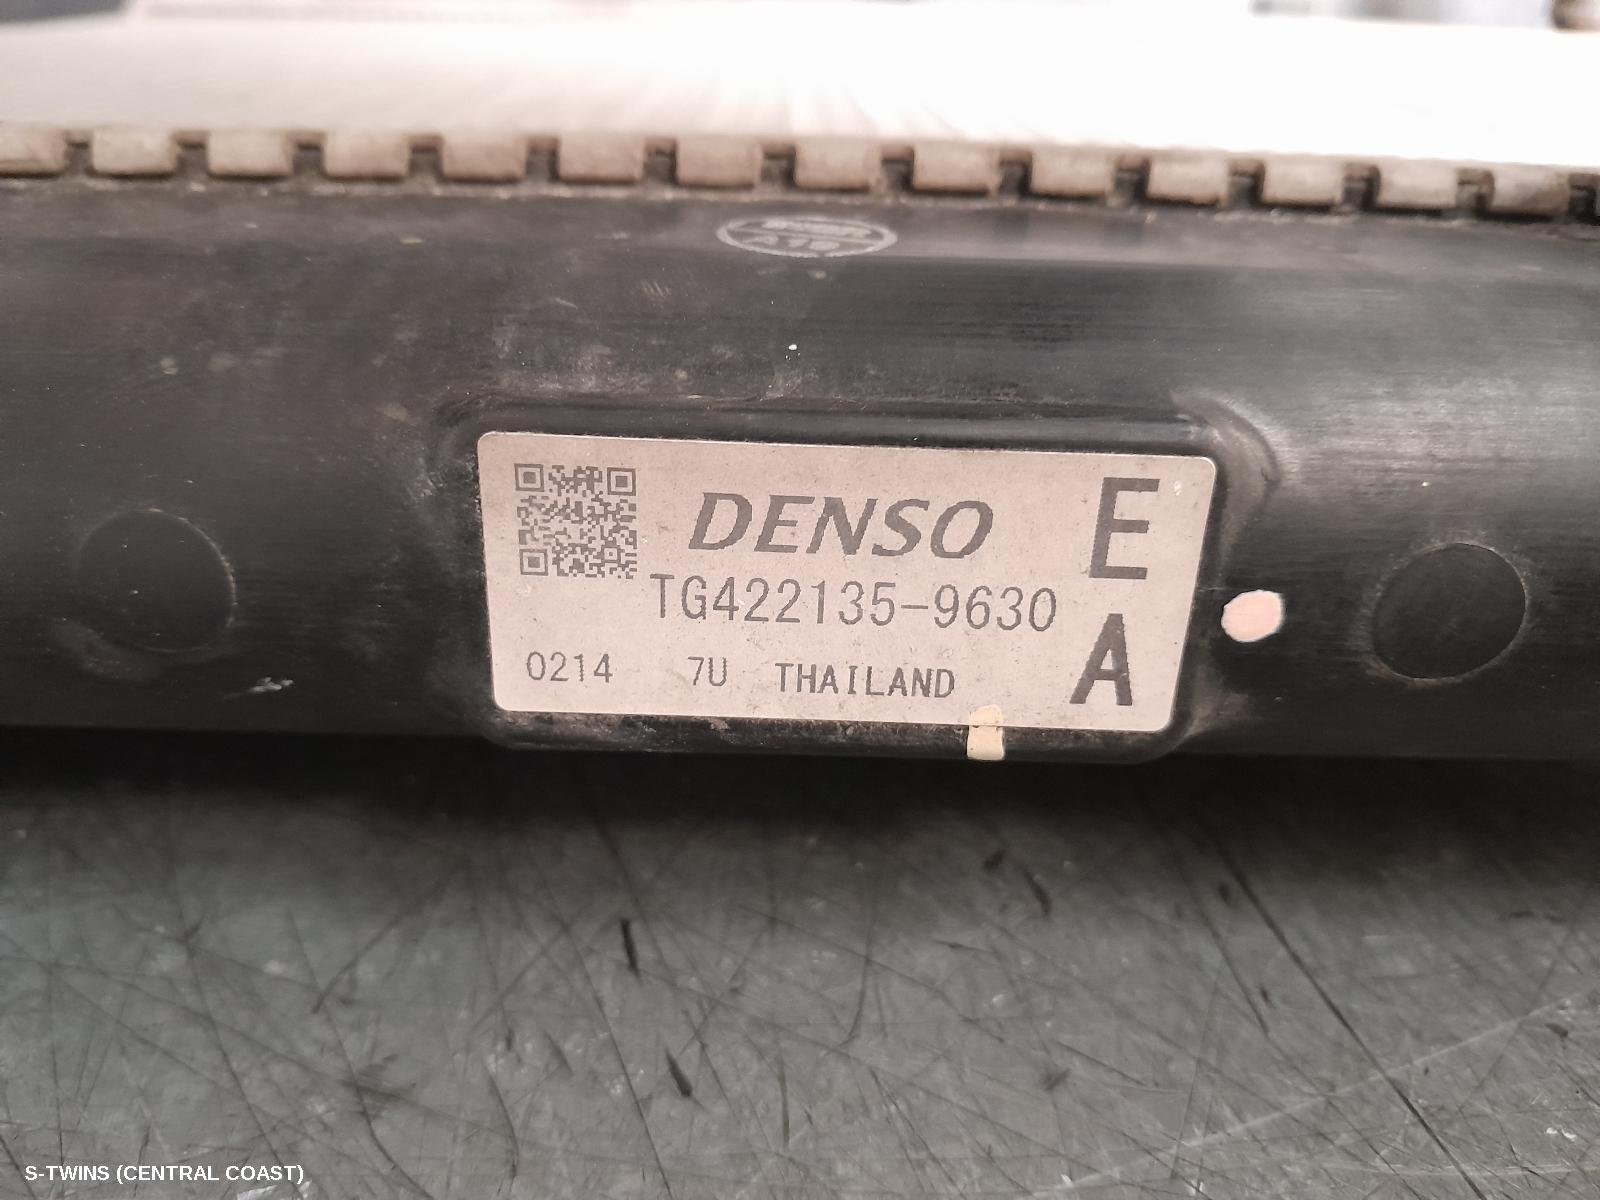 DENSO
E
TG422135-9630
A
0214 7U THAILAND
S-TWINS (CENTRAL COAST)